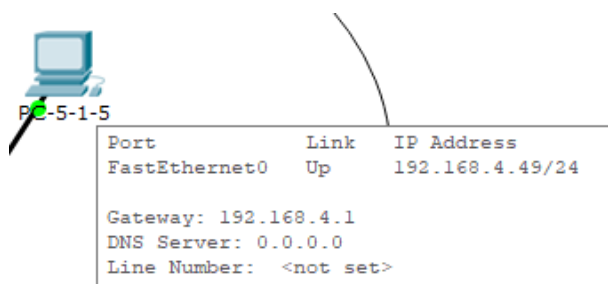 PC-5-1-5
Port Link IP Address
FastEthernet0 Up 192.168.4.49/24
Gateway: 192.168.4.1
DNS Server: 0.0.0.0
Line Number: <not set>